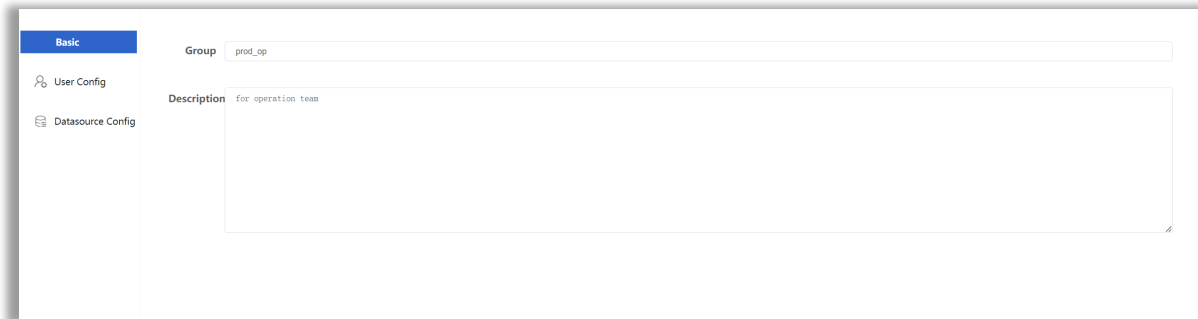 Basic
User Config
Datasource Config
Group
prod_op
Description
for operation team